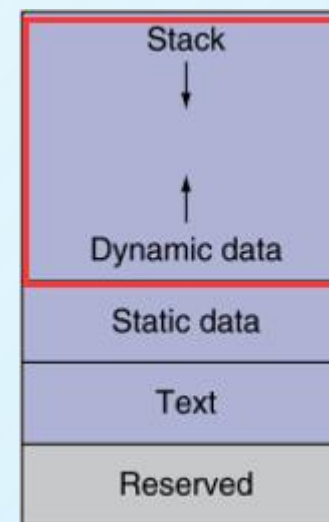 Stack
Dynamic data
Static data
Text
Reserved